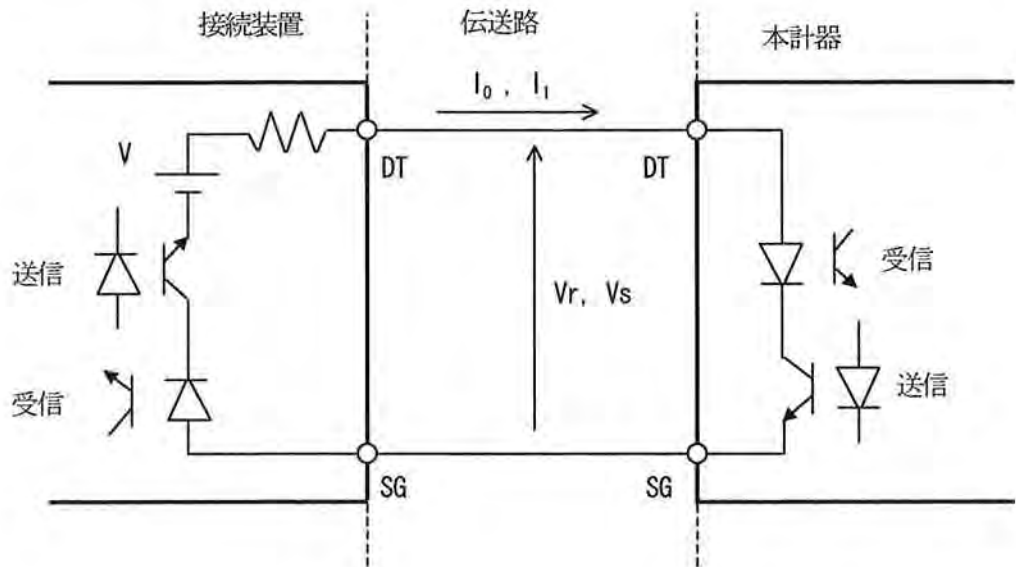 接続装置
伝送路
本計器
I₀ , I₁
V
DT
DT
送信
受信
Vr, Vs
受信
送信
SG
SG